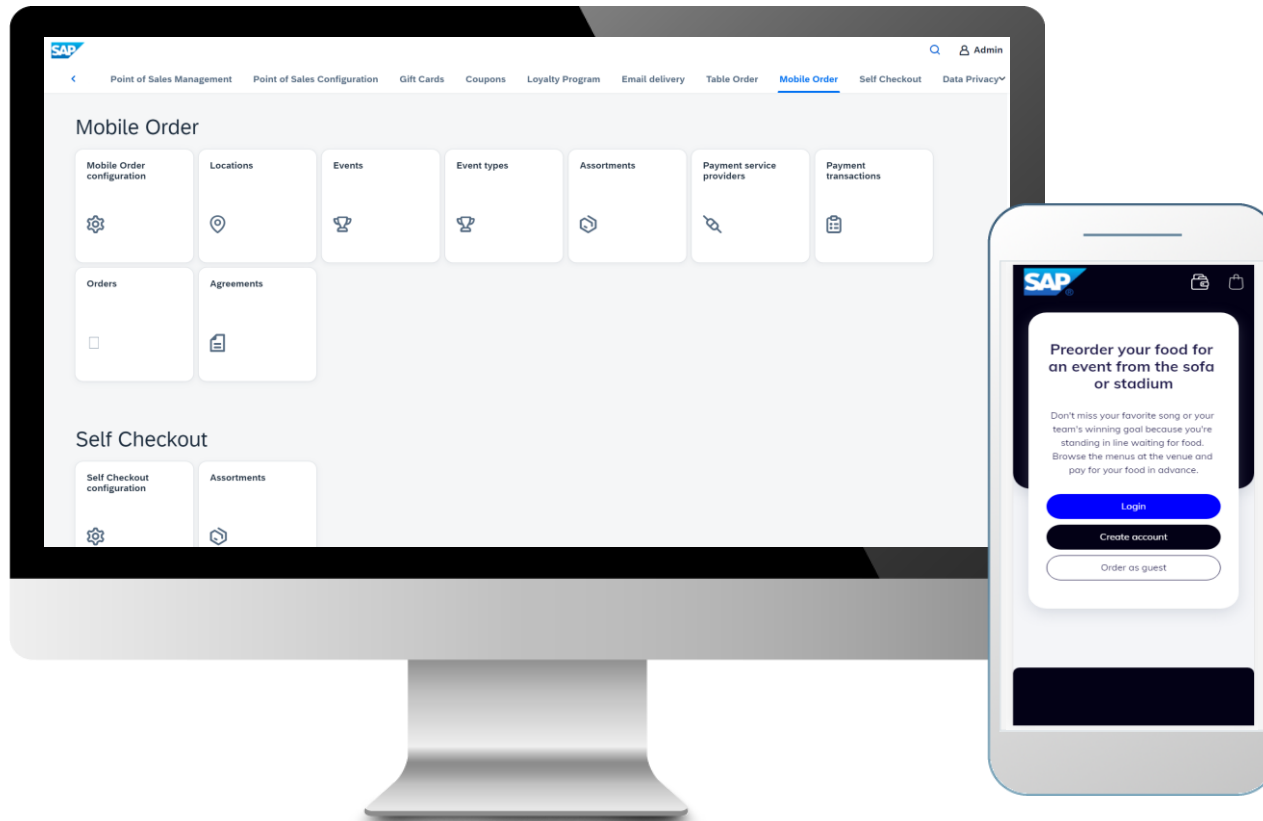 SAP
Admin
Point of Sales Management Point of Sales Configuration Gift Cards Coupons Loyalty Program Email delivery Table Order Mobile Order Self Checkout Data Privacy
Mobile Order
Mobile Order
configuration
Locations
Events
Event types
Assortments
Payment service
providers
Payment
transactions
Orders
Agreements
Self Checkout
Self Checkout
configuration
Assortments
SAP®
Preorder your food for
an event from the sofa
or stadium
Don't miss your favorite song or your
team's winning goal because you're
standing in line waiting for food.
Browse the menus at the venue and
pay for your food in advance.
Login
Create account
Order as guest